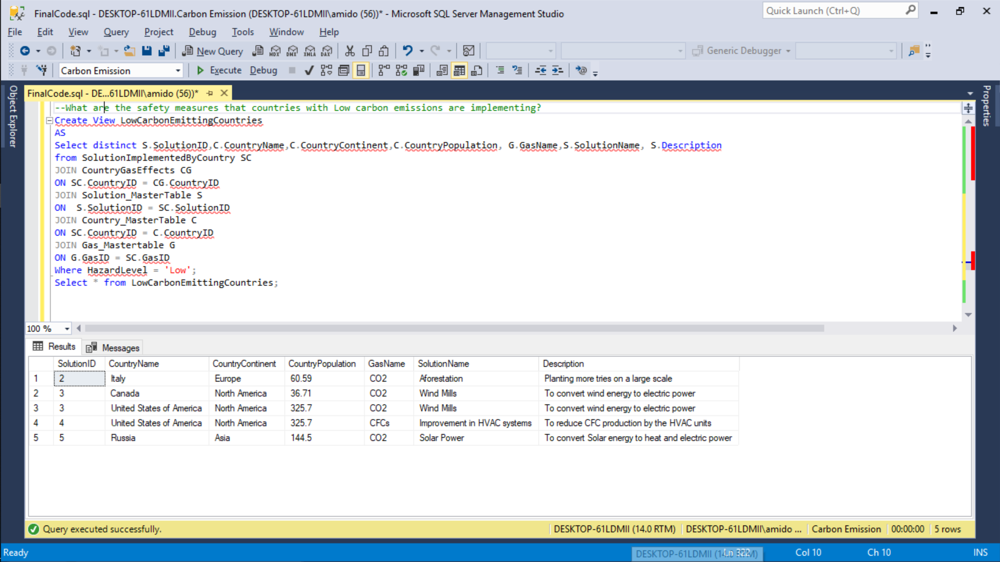 FinalCode.sql - DESKTOP-61LDMII.Carbon Emission (DESKTOP-61LDMII\amido (56))* - Microsoft SQL Server Management Studio
Quick Launch (Ctrl+Q)
File Edit View Query Project Debug Tools Window Help
New Query MDX DMX XMLA DAX Generic Debugger
Carbon Emission Execute Debug
Object Explorer
FinalCode.sql - DE...61LDMII\amido (56))*
Properties
--What are the safety measures that countries with Low carbon emissions are implementing?
Create View LowCarbonEmittingCountries
AS
Select distinct S.SolutionID,C.CountryName,C.CountryContinent,C.CountryPopulation, G.GasName,S.SolutionName, S.Description
from SolutionImplementedByCountry SC
JOIN CountryGasEffects CG
ON SC.CountryID = CG.CountryID
JOIN Solution_MasterTable S
ON  S.SolutionID = SC.SolutionID
JOIN Country_MasterTable C
ON SC.CountryID = C.CountryID
JOIN Gas_Mastertable G
ON G.GasID = SC.GasID
Where HazardLevel = 'Low';
Select * from LowCarbonEmittingCountries;
100 %
Results Messages
SolutionID CountryName CountryContinent CountryPopulation GasName SolutionName Description
1 2 Italy Europe 60.59 CO2 Aforestation Planting more tries on a large scale
2 3 Canada North America 36.71 CO2 Wind Mills To convert wind energy to electric power
3 3 United States of America North America 325.7 CO2 Wind Mills To convert wind energy to electric power
4 4 United States of America North America 325.7 CFCs Improvement in HVAC systems To reduce CFC production by the HVAC units
5 5 Russia Asia 144.5 CO2 Solar Power To convert Solar energy to heat and electric power
Query executed successfully. DESKTOP-61LDMII (14.0 RTM) DESKTOP-61LDMII\amido ... Carbon Emission 00:00:00 5 rows
Ready DESKTOP-61LDMII (14.0 RTM) Ln 322 Col 10 Ch 10 INS